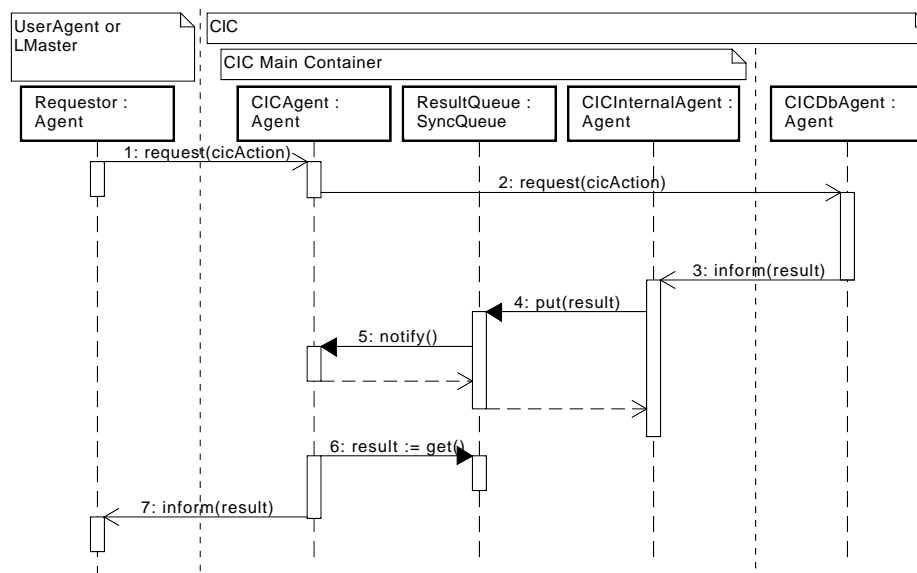 UserAgent or
LMaster
CIC
CIC Main Container
Requestor :
Agent
CICAgent :
Agent
ResultQueue :
SyncQueue
CICInternalAgent :
Agent
CICDbAgent :
Agent
1: request(cicAction)
2: request(cicAction)
3: inform(result)
4: put(result)
5: notify()
6: result := get()
7: inform(result)